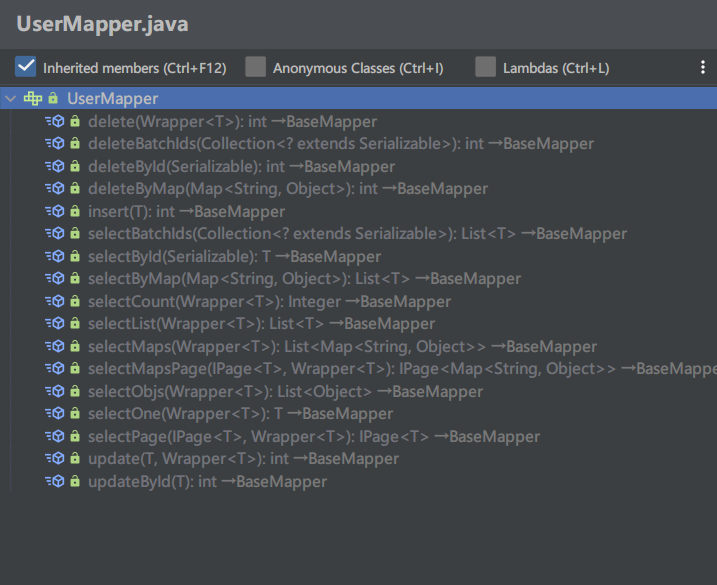 UserMapper.java
Inherited members (Ctrl+F12) Anonymous Classes (Ctrl+I) Lambdas (Ctrl+L)
UserMapper
delete(Wrapper<T>): int →BaseMapper
deleteBatchIds(Collection<? extends Serializable>): int →BaseMapper
deleteById(Serializable): int →BaseMapper
deleteByMap(Map<String, Object>): int →BaseMapper
insert(T): int →BaseMapper
selectBatchIds(Collection<? extends Serializable>): List<T> →BaseMapper
selectById(Serializable): T →BaseMapper
selectByMap(Map<String, Object>): List<T> →BaseMapper
selectCount(Wrapper<T>): Integer →BaseMapper
selectList(Wrapper<T>): List<T> →BaseMapper
selectMaps(Wrapper<T>): List<Map<String, Object>> →BaseMapper
selectMapsPage(IPage<T>, Wrapper<T>): IPage<Map<String, Object>> →BaseMappe
selectObjs(Wrapper<T>): List<Object> →BaseMapper
selectOne(Wrapper<T>): T →BaseMapper
selectPage(IPage<T>, Wrapper<T>): IPage<T> →BaseMapper
update(T, Wrapper<T>): int →BaseMapper
updateById(T): int →BaseMapper